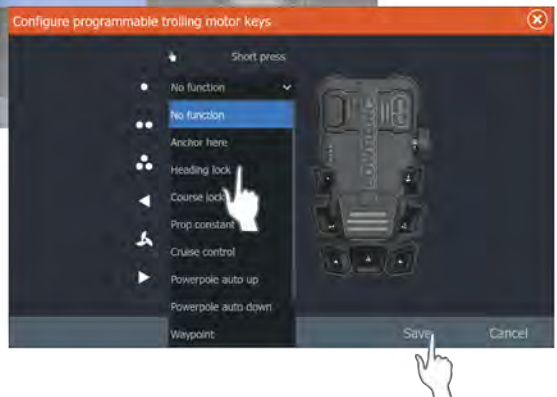 Configure programmable trolling motor keys
Short press
No function
No function
Anchor here
Heading lock
Course lock
Prop constant
Cruise control
Powerpole auto up
Powerpole auto down
Waypoint
LOWRANCE
Save
Cancel